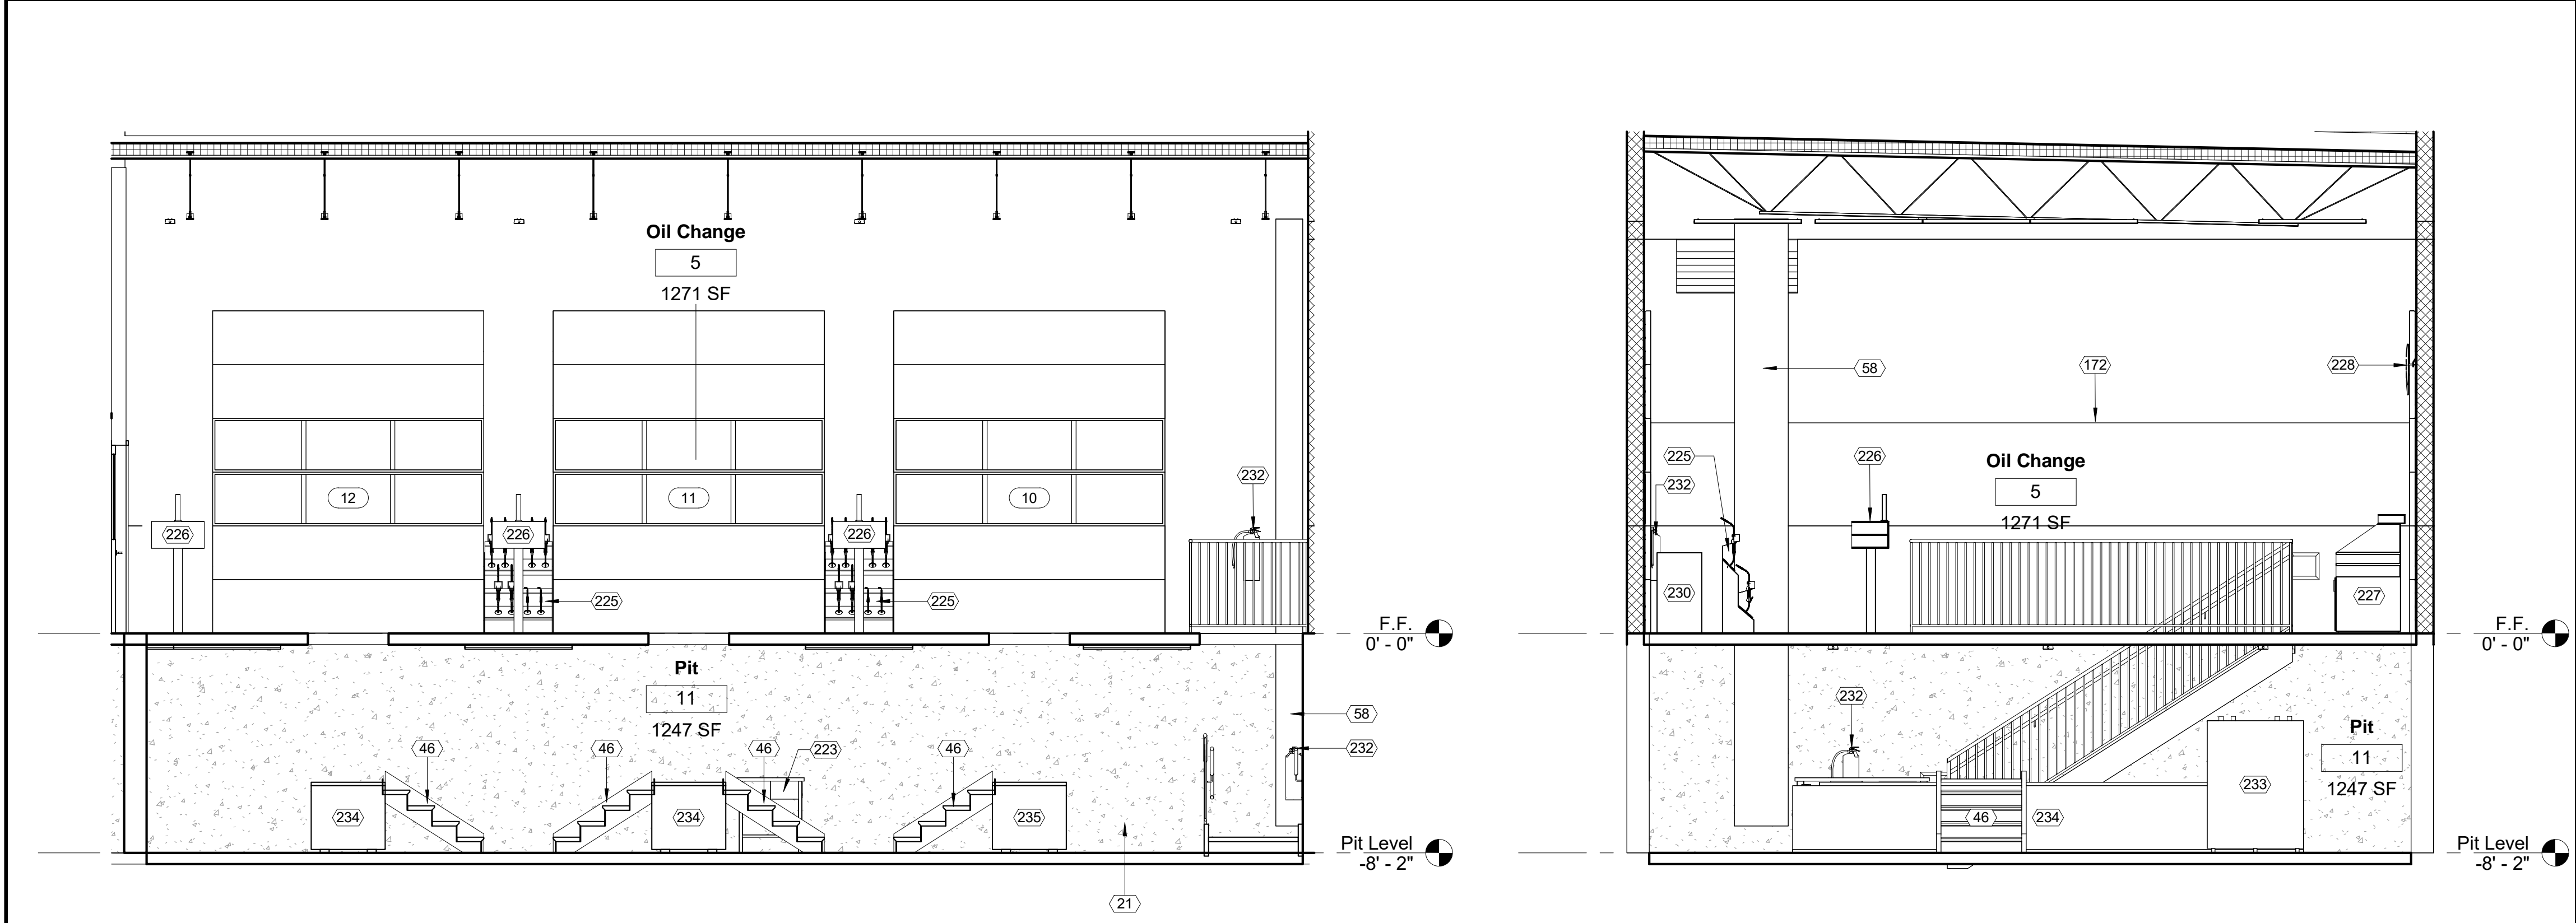 Oil Change
5
1271 SF
12
11
10
232
226
226
226
225
225
F.F.
0' - 0"
Pit
11
1247 SF
58
232
46
46
46
223
46
234
234
235
Pit Level
-8' - 2"
21
58
172
228
225
226
232
Oil Change
5
1271 SF
230
227
F.F.
0' - 0"
232
Pit
11
1247 SF
233
46
234
Pit Level
-8' - 2"